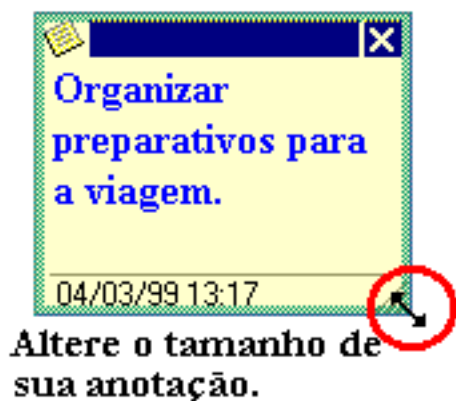 Organizar
preparativos para
a viagem.
04/03/99 13:17
Altere o tamanho de
sua anotação.